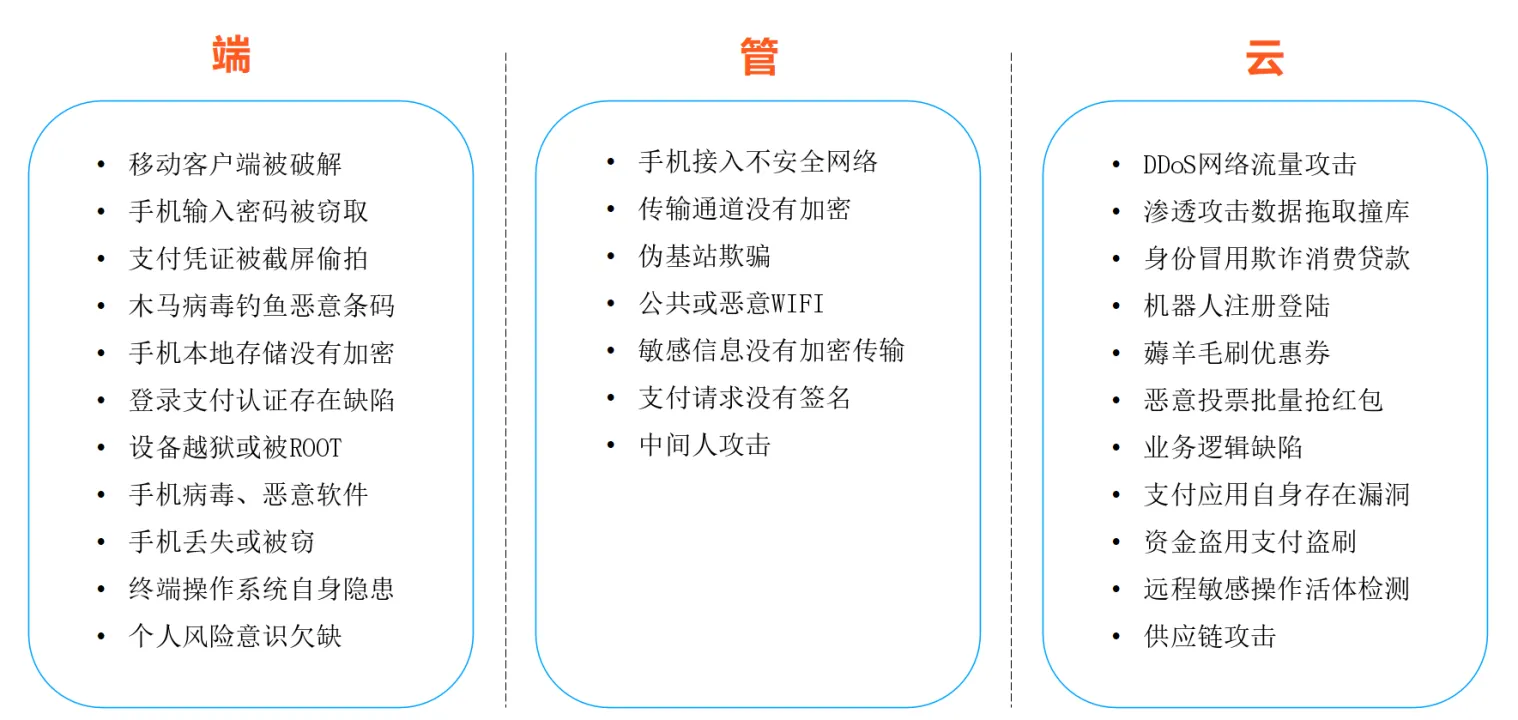 端
• 移动客户端被破解
• 手机输入密码被窃取
• 支付凭证被截屏偷拍
• 木马病毒钓鱼恶意条码
• 手机本地存储没有加密
• 登录支付认证存在缺陷
• 设备越狱或被ROOT
• 手机病毒、恶意软件
• 手机丢失或被窃
• 终端操作系统自身隐患
• 个人风险意识欠缺
管
• 手机接入不安全网络
• 传输通道没有加密
• 伪基站欺骗
• 公共或恶意WIFI
• 敏感信息没有加密传输
• 支付请求没有签名
• 中间人攻击
云
• DDoS网络流量攻击
• 渗透攻击数据拖取撞库
• 身份冒用欺诈消费贷款
• 机器人注册登陆
• 薅羊毛刷优惠券
• 恶意投票批量抢红包
• 业务逻辑缺陷
• 支付应用自身存在漏洞
• 资金盗用支付盗刷
• 远程敏感操作活体检测
• 供应链攻击